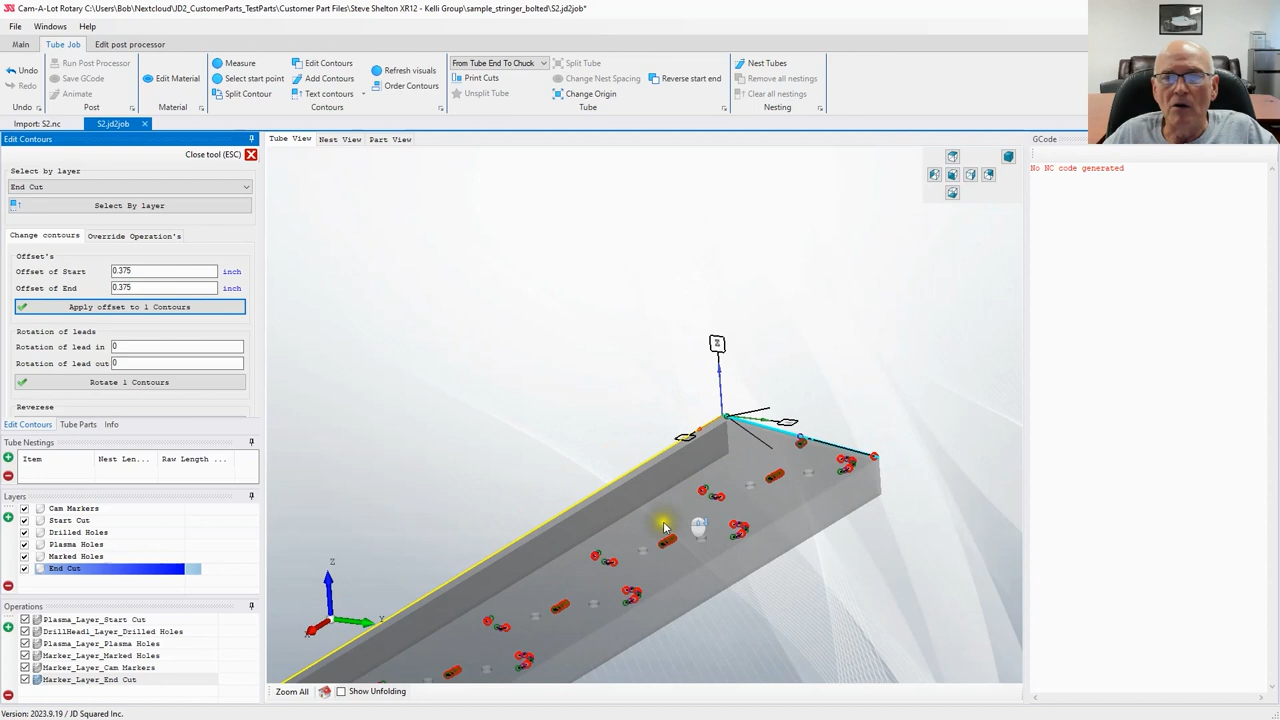 Cam-A-Lot Rotary C:\Users\Bob\Nextcloud\JD2_CustomerParts_TestParts\Customer Part Files\Steve Shelton XR12 - Kelli Group\sample_stringer_bolted\S2.jd2job*
File Windows Help
Main Tube Job Edit post processor
Undo
Redo
Undo
Run Post Processor
Save GCode
Animate
Post
Edit Material
Material
Measure
Select start point
Split Contour
Edit Contours
Add Contours
Text contours
Refresh visuals
Order Contours
Contours
From Tube End To Chuck
Print Cuts
Unsplit Tube
Split Tube
Change Nest Spacing
Change Origin
Reverse start end
Tube
Nest Tubes
Remove all nestings
Clear all nestings
Nesting
Import: S2.nc S2.jd2job
Edit Contours
Close tool (ESC)
Select by layer
End Cut
Select By layer
Change contours Override Operation's
Offset's
Offset of Start 0.375 inch
Offset of End 0.375 inch
Apply offset to 1 Contours
Rotation of leads
Rotation of lead in 0
Rotation of lead out 0
Rotate 1 Contours
Reverese
Edit Contours Tube Parts Info
Tube Nestings
Item Nest Len... Raw Length ...
Layers
Cam Markers
Start Cut
Drilled Holes
Plasma Holes
Marked Holes
End Cut
Operations
Plasma_Layer_Start Cut
DrillHead1_Layer_Drilled Holes
Plasma_Layer_Plasma Holes
Marker_Layer_Marked Holes
Marker_Layer_Cam Markers
Marker_Layer_End Cut
Tube View Nest View Part View
Z
Z
Y
X
Zoom All Show Unfolding
GCode
No NC code generated
Version: 2023.9.19 / JD Squared Inc.